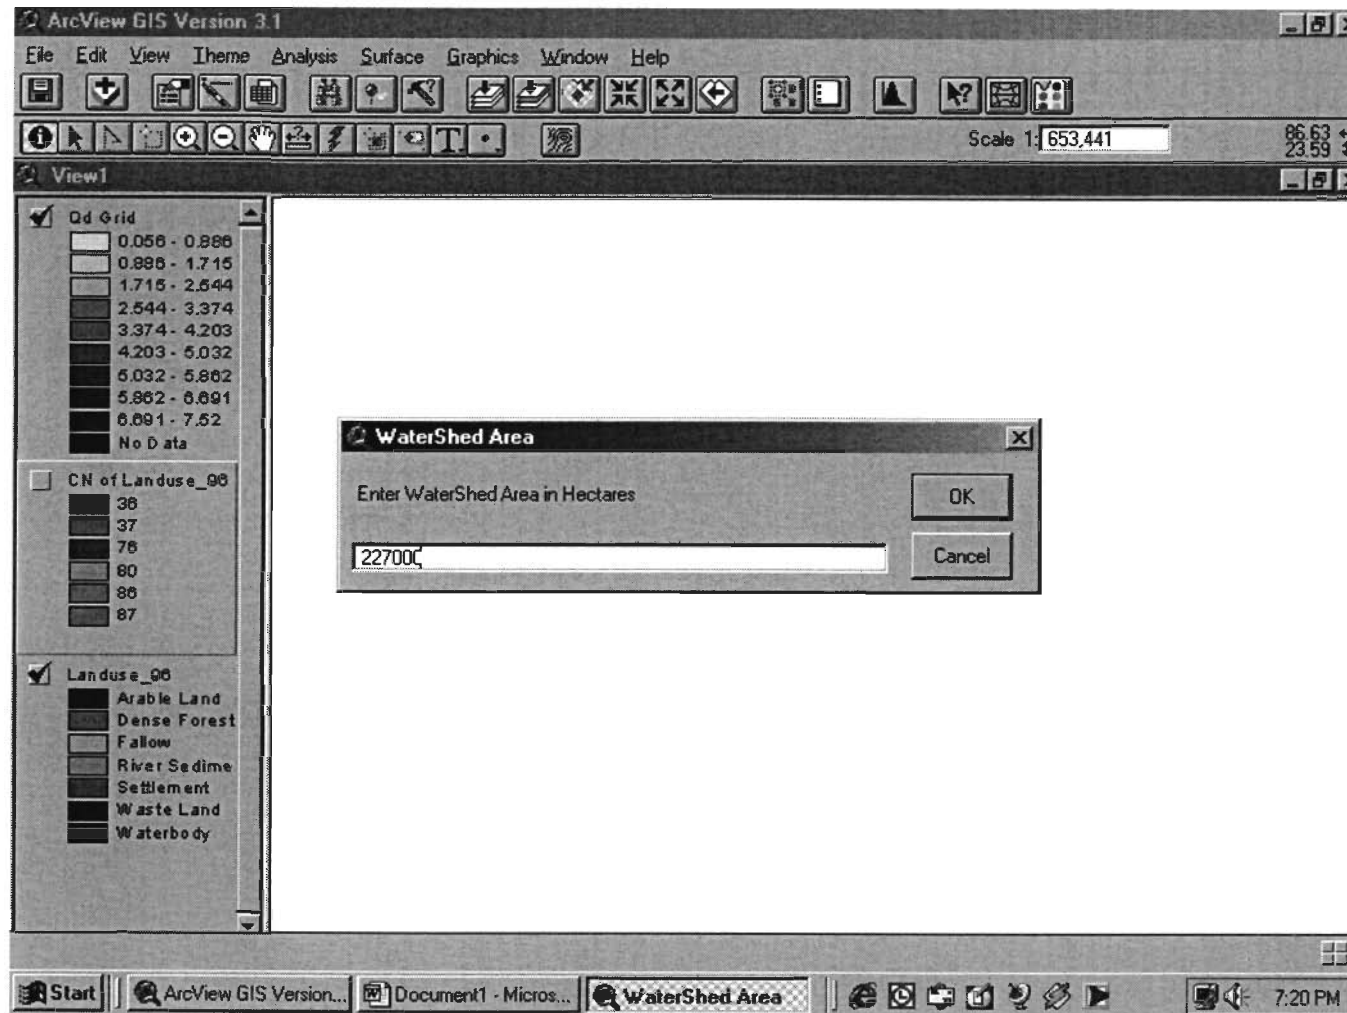 ArcView GIS Version 3.1
File Edit View Theme Analysis Surface Graphics Window Help
Scale 1: 653,441
86.63
23.59
View1
Qd Grid
0.056 - 0.886
0.886 - 1.715
1.715 - 2.544
2.544 - 3.374
3.374 - 4.203
4.203 - 5.032
5.032 - 5.862
5.862 - 6.691
6.691 - 7.52
No Data
CN of Landuse_96
36
37
76
80
86
87
Landuse_96
Arable Land
Dense Forest
Fallow
River Sedime
Settlement
Waste Land
Waterbody
WaterShed Area
Enter WaterShed Area in Hectares
OK
227000
Cancel
Start ArcView GIS Version... Document1 - Micros... WaterShed Area 7:20 PM